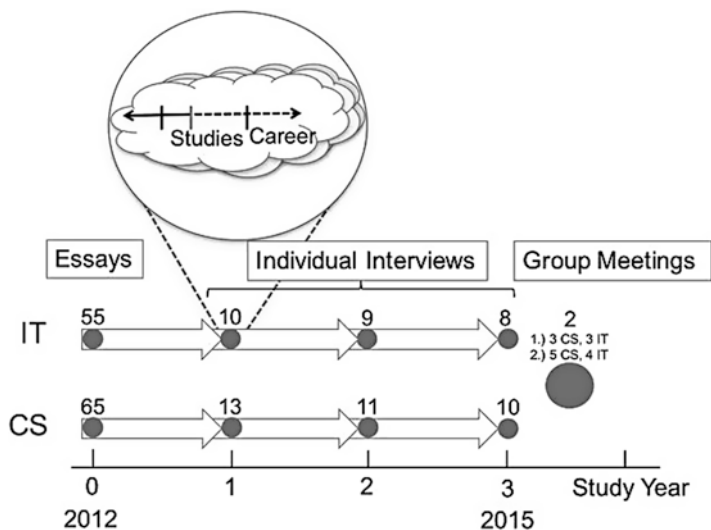 Studies Career
Essays
Individual Interviews
Group Meetings
IT
55
10
9
8
2
1.) 3 CS, 3 IT
2.) 5 CS, 4 IT
CS
65
13
11
10
0
1
2
3
Study Year
2012
2015